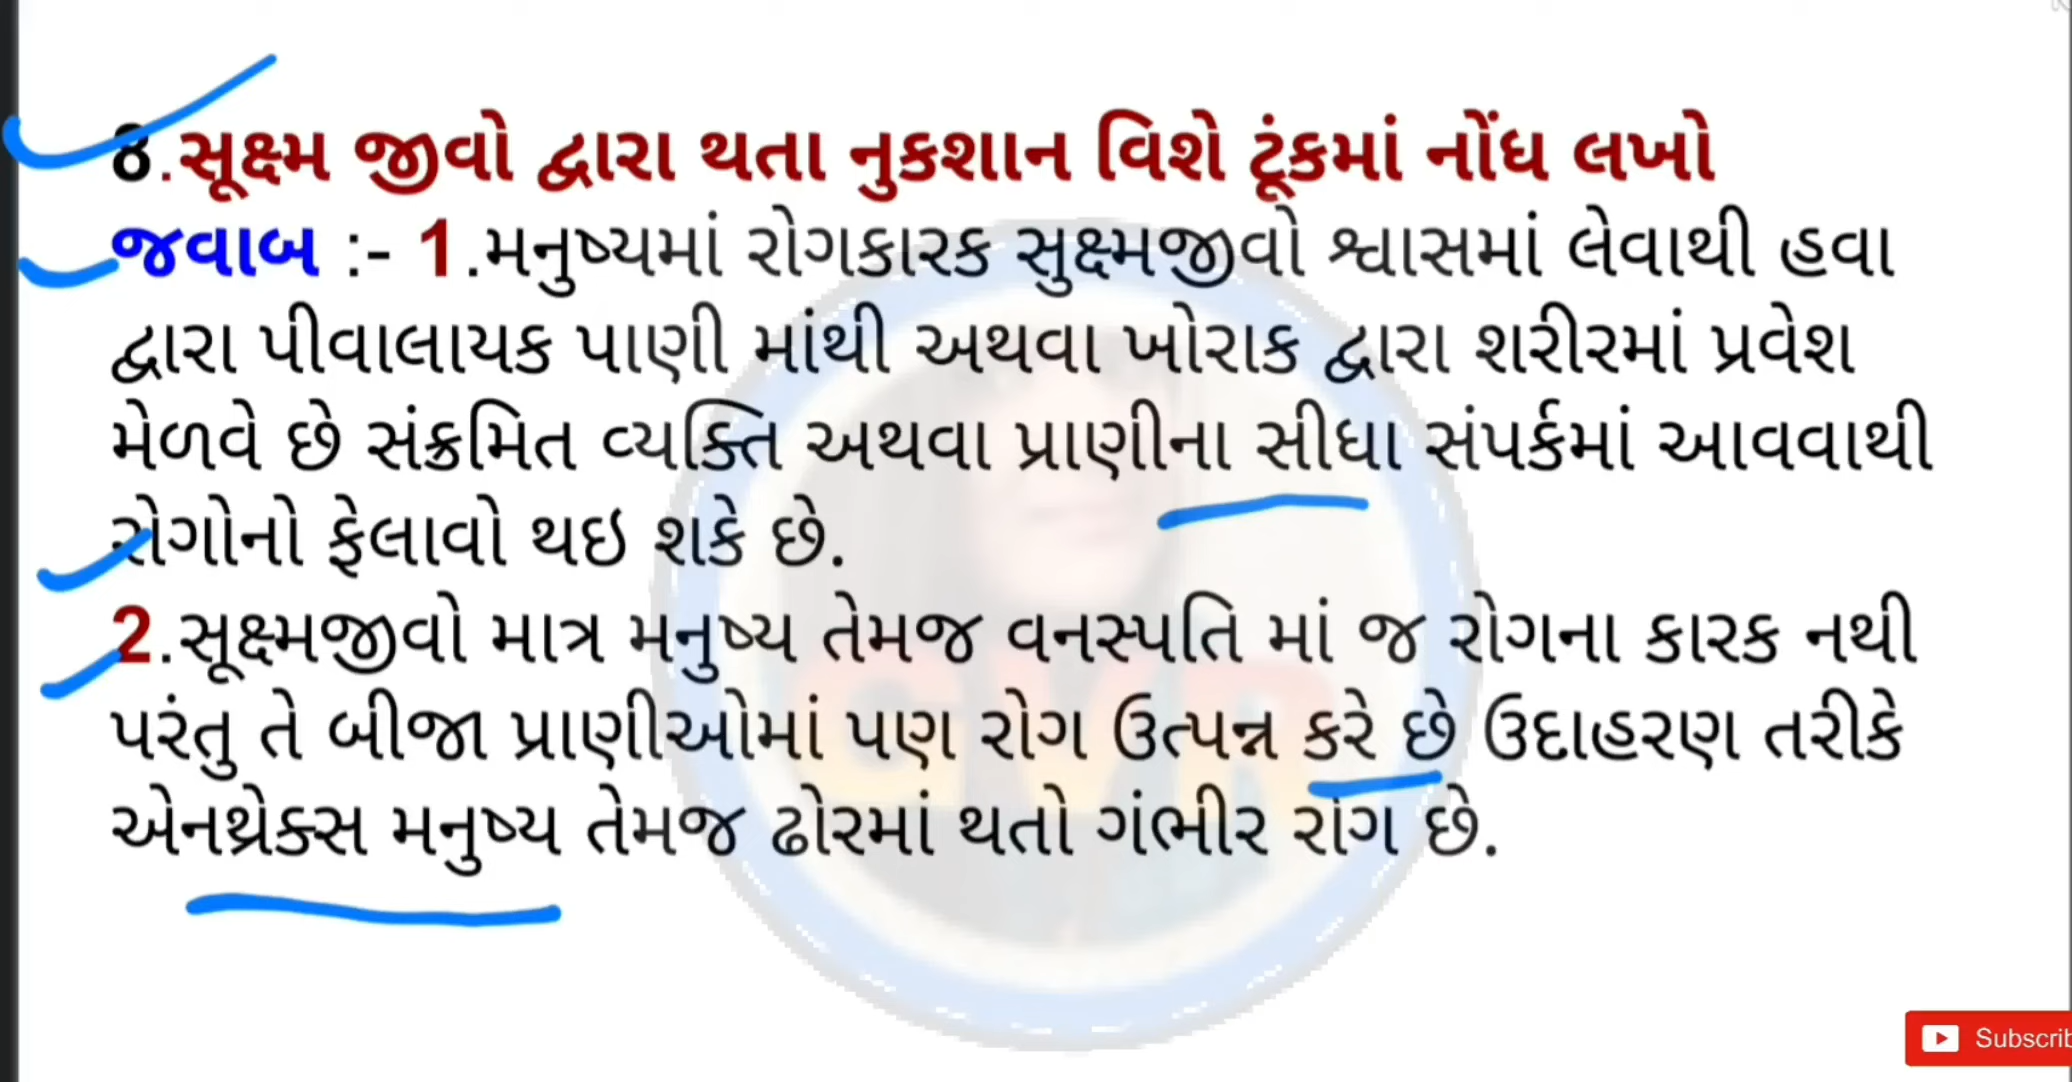 8.સૂક્ષ્મ જીવો દ્વારા થતા નુકશાન વિશે ટૂંકમાં નોંધ લખો
જવાબ :- 1.મનુષ્યમાં રોગકારક સુક્ષ્મજીવો શ્વાસમાં લેવાથી હવા
દ્વારા પીવાલાયક પાણી માંથી અથવા ખોરાક દ્વારા શરીરમાં પ્રવેશ
મેળવે છે સંક્રમિત વ્યક્તિ અથવા પ્રાણીના સીધા સંપર્કમાં આવવાથી
રોગોનો ફેલાવો થઇ શકે છે.
2.સૂક્ષ્મજીવો માત્ર મનુષ્ય તેમજ વનસ્પતિ માં જ રોગના કારક નથી
પરંતુ તે બીજા પ્રાણીઓમાં પણ રોગ ઉત્પન્ન કરે છે ઉદાહરણ તરીકે
એનથ્રેક્સ મનુષ્ય તેમજ ઢોરમાં થતો ગંભીર રોગ છે.
GVR
Subscrib